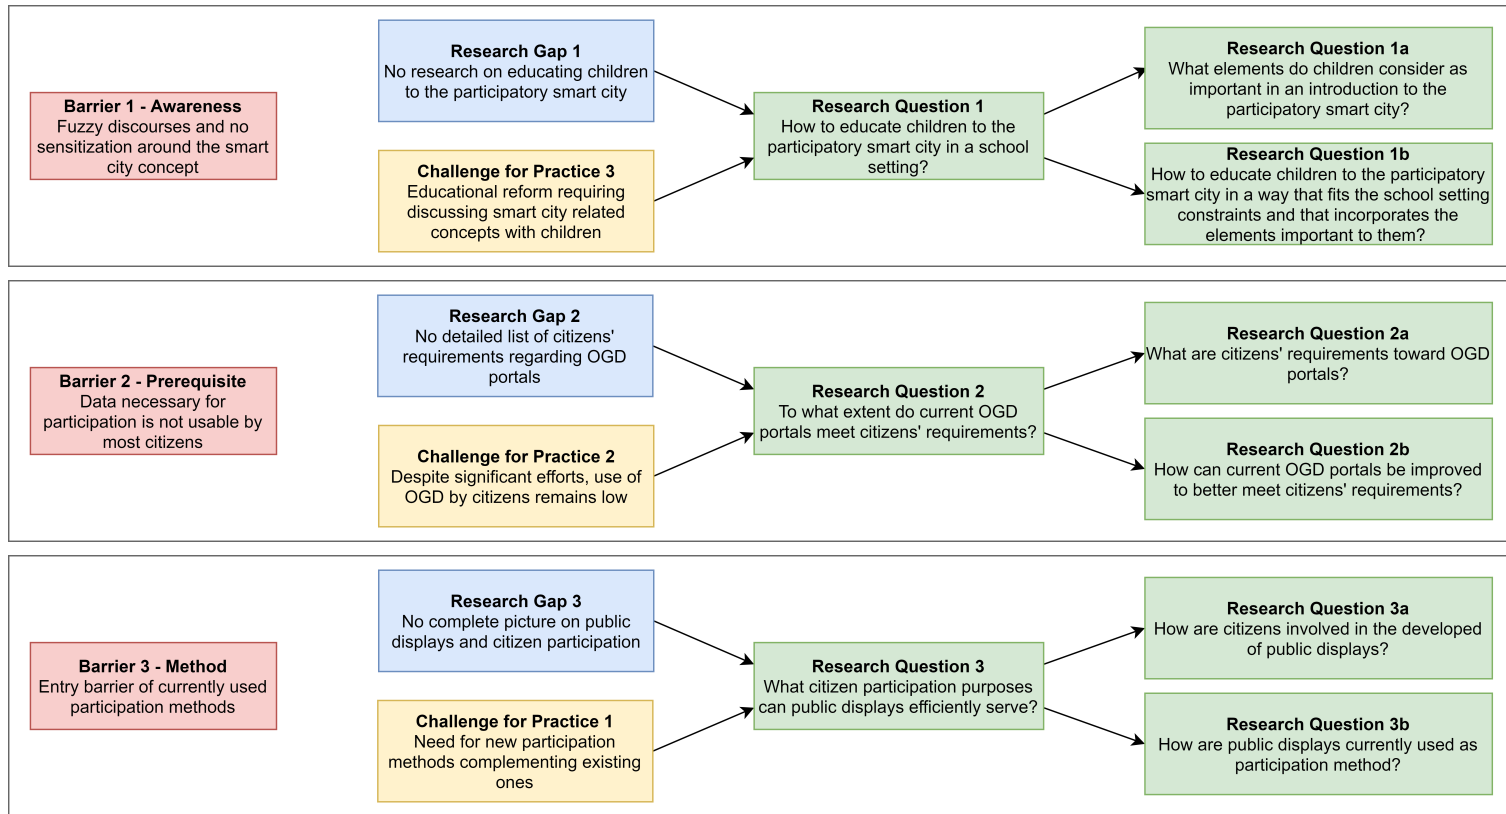 Barrier 1 - Awareness
Fuzzy discourses and no
sensitization around the smart
city concept
Research Gap 1
No research on educating children
to the participatory smart city
Challenge for Practice 3
Educational reform requiring
discussing smart city related
concepts with children
Research Question 1
How to educate children to the
participatory smart city in a school
setting?
Research Question 1a
What elements do children consider as
important in an introduction to the
participatory smart city?
Research Question 1b
How to educate children to the participatory
smart city in a way that fits the school setting
constraints and that incorporates the
elements important to them?
Barrier 2 - Prerequisite
Data necessary for
participation is not usable by
most citizens
Research Gap 2
No detailed list of citizens'
requirements regarding OGD
portals
Challenge for Practice 2
Despite significant efforts, use of
OGD by citizens remains low
Research Question 2
To what extent do current OGD
portals meet citizens' requirements?
Research Question 2a
What are citizens' requirements toward OGD
portals?
Research Question 2b
How can current OGD portals be improved
to better meet citizens' requirements?
Barrier 3 - Method
Entry barrier of currently used
participation methods
Research Gap 3
No complete picture on public
displays and citizen participation
Challenge for Practice 1
Need for new participation
methods complementing existing
ones
Research Question 3
What citizen participation purposes
can public displays efficiently serve?
Research Question 3a
How are citizens involved in the developed
of public displays?
Research Question 3b
How are public displays currently used as
participation method?